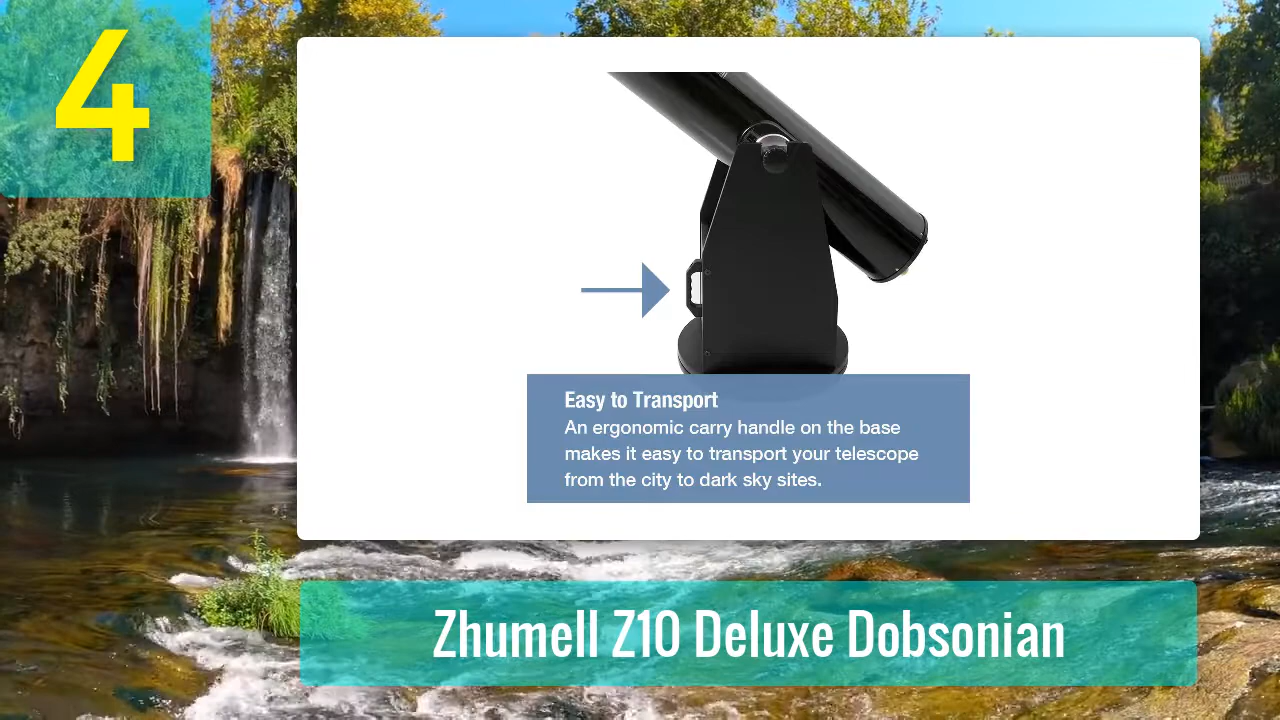 4
Easy to Transport
An ergonomic carry handle on the base
makes it easy to transport your telescope
from the city to dark sky sites.
Zhumell Z10 Deluxe Dobsonian